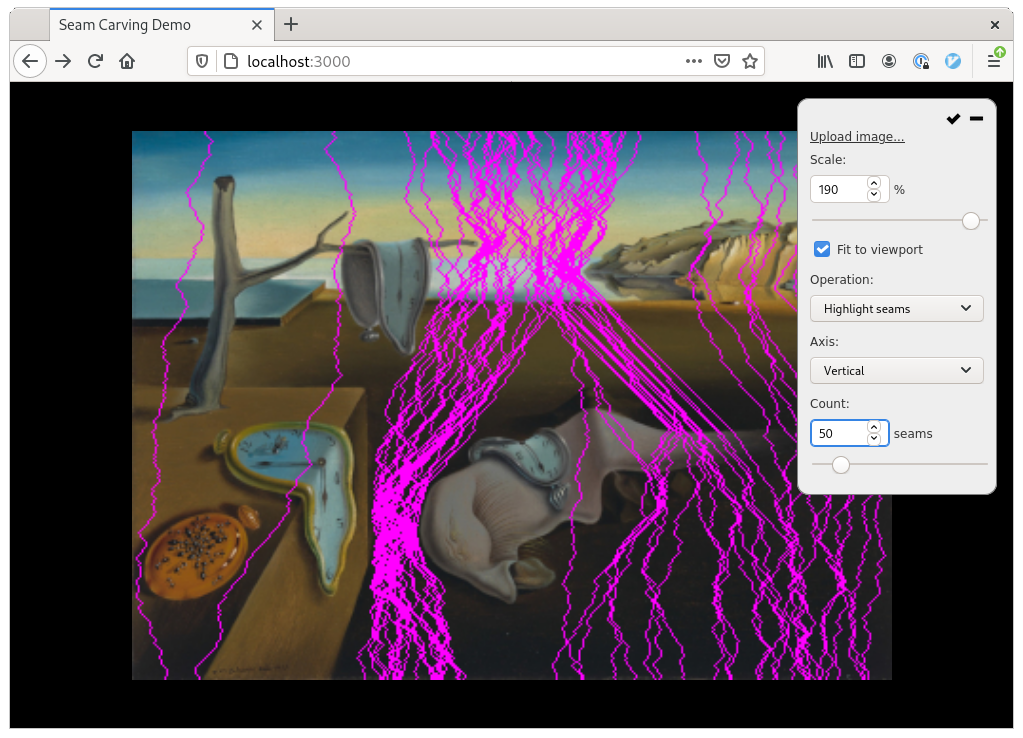 Seam Carving Demo
localhost:3000
Upload image...
Scale:
190 %
Fit to viewport
Operation:
Highlight seams
Axis:
Vertical
Count:
50 seams